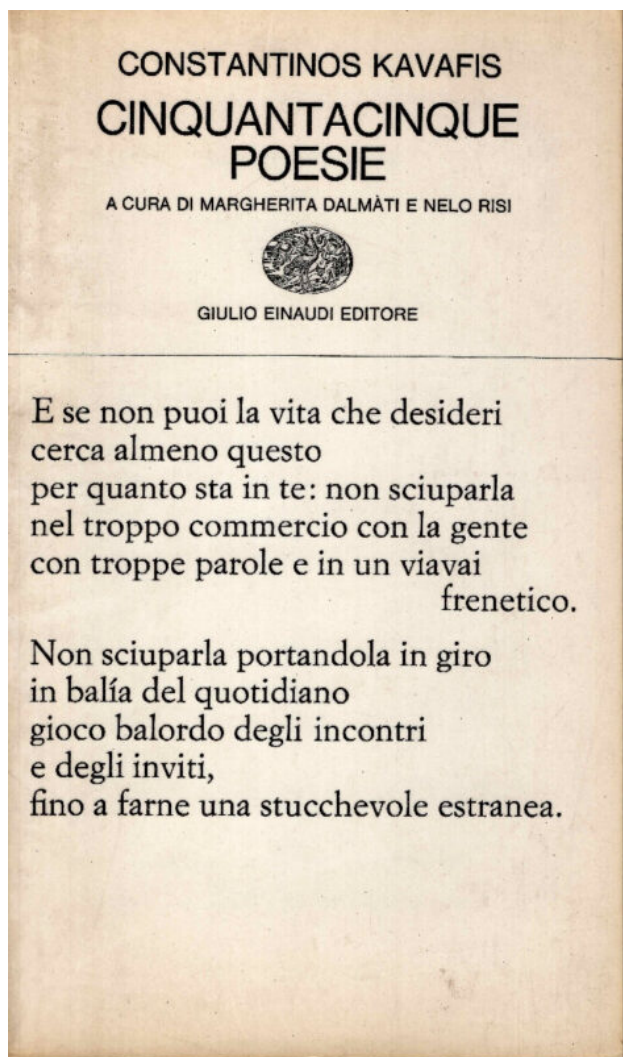 CONSTANTINOS KAVAFIS
CINQUANTACINQUE
POESIE
A CURA DI MARGHERITA DALMÀTI E NELO RISI
GIULIO EINAUDI EDITORE
E se non puoi la vita che desideri
cerca almeno questo
per quanto sta in te: non sciuparla
nel troppo commercio con la gente
con troppe parole e in un viavai
frenetico.
Non sciuparla portandola in giro
in balía del quotidiano
gioco balordo degli incontri
e degli inviti,
fino a farne una stucchevole estranea.